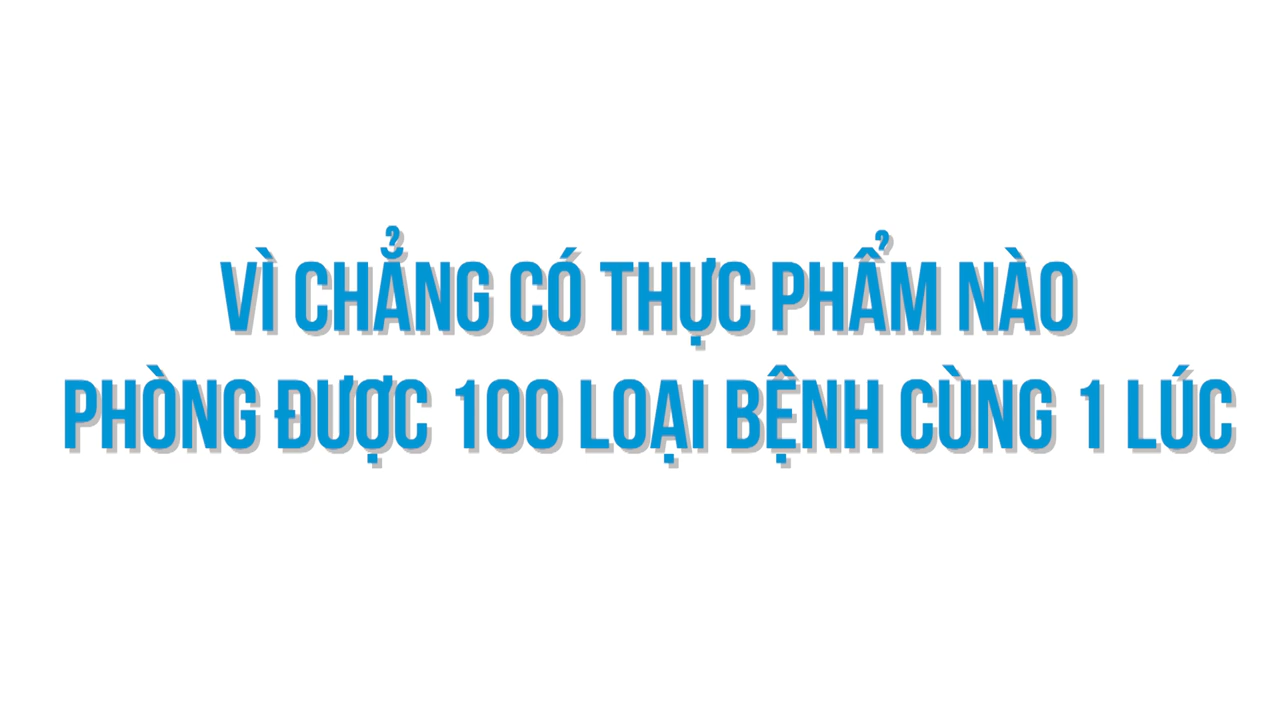 VÌ CHẲNG CÓ THỰC PHẨM NÀO
PHÒNG ĐƯỢC 100 LOẠI BỆNH CÙNG 1 LÚC